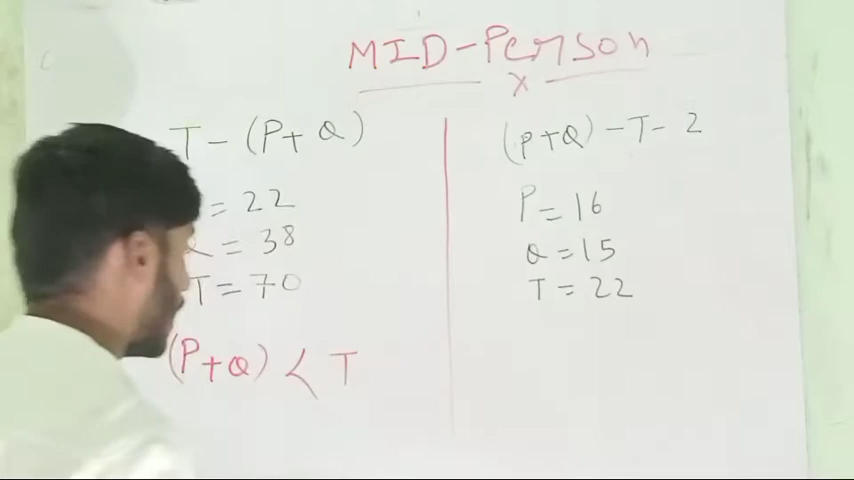 MID-Person
x
T-(P+Q)
= 22
Q = 38
T = 70
(P+Q) < T
(P+Q)-T-2
P = 16
Q = 15
T = 22